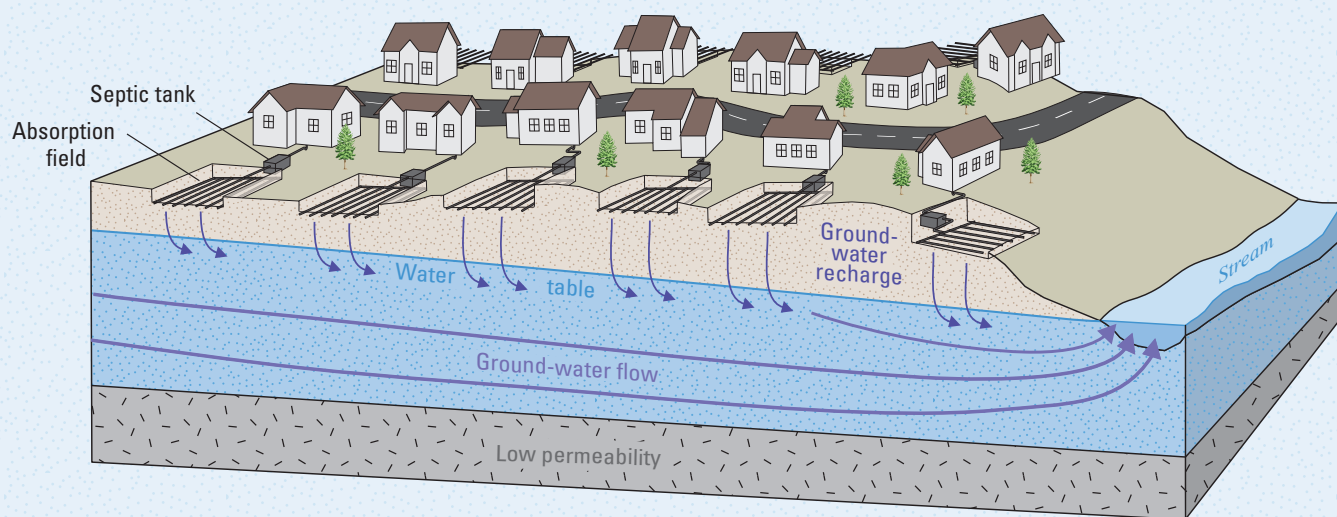 Septic tank
Absorption
field
Ground-
water
recharge
Stream
Water table
Ground-water flow
Low permeability